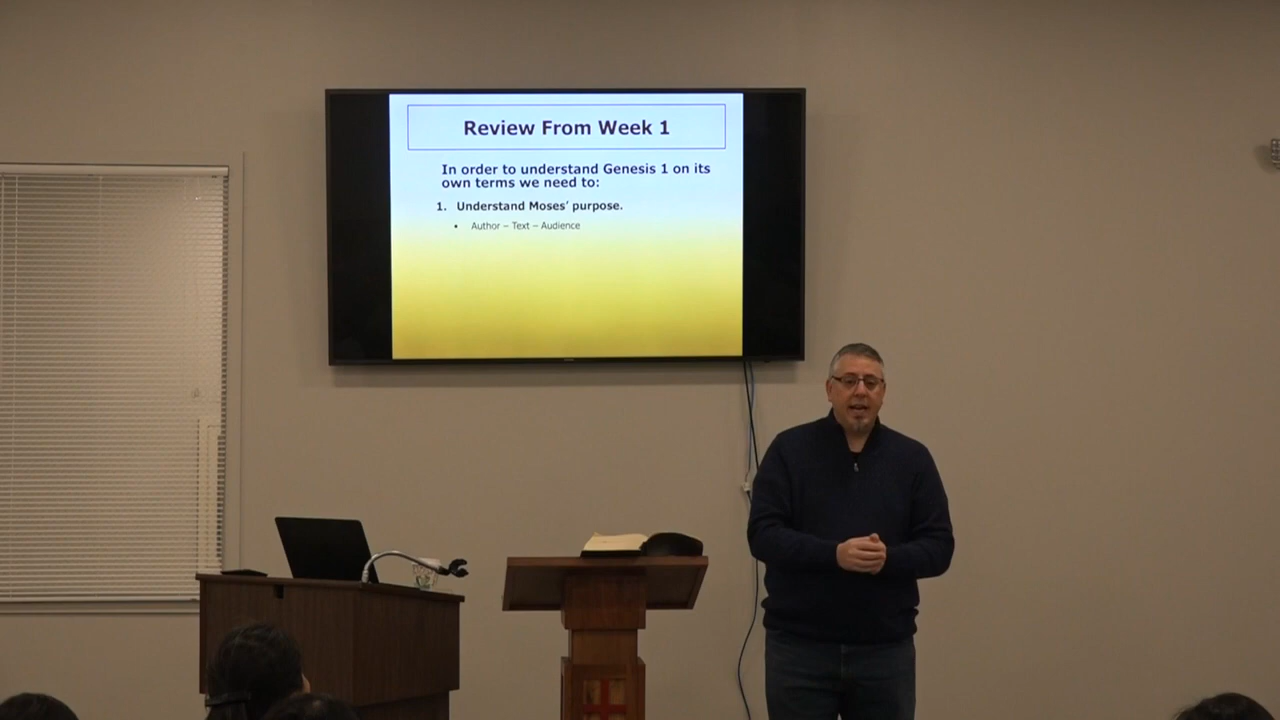 Review From Week 1
In order to understand Genesis 1 on its
own terms we need to:
1. Understand Moses’ purpose.
• Author – Text – Audience